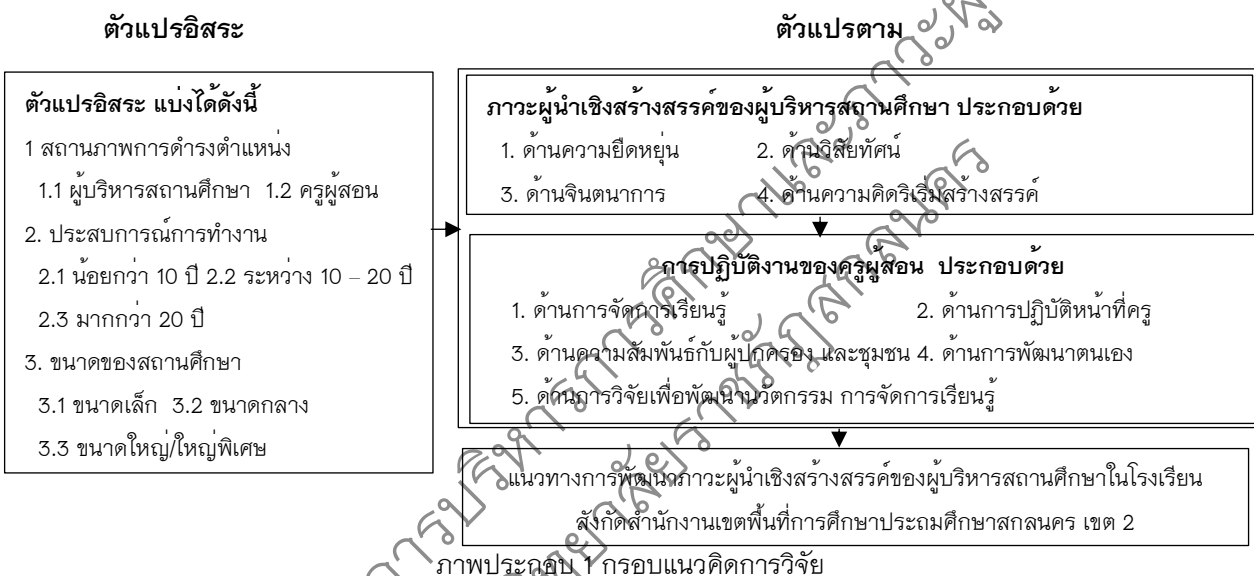 ตัวแปรอิสระ
ตัวแปรตาม
ตัวแปรอิสระ แบ่งได้ดังนี้
1 สถานภาพการดำรงตำแหน่ง
1.1 ผู้บริหารสถานศึกษา 1.2 ครูผู้สอน
2. ประสบการณ์การทำงาน
2.1 น้อยกว่า 10 ปี 2.2 ระหว่าง 10 – 20 ปี
2.3 มากกว่า 20 ปี
3. ขนาดของสถานศึกษา
3.1 ขนาดเล็ก 3.2 ขนาดกลาง
3.3 ขนาดใหญ่/ใหญ่พิเศษ
ภาวะผู้นำเชิงสร้างสรรค์ของผู้บริหารสถานศึกษา ประกอบด้วย
1. ด้านความยืดหยุ่น 2. ด้านวิสัยทัศน์
3. ด้านจินตนาการ 4. ด้านความคิดริเริ่มสร้างสรรค์
การปฏิบัติงานของครูผู้สอน ประกอบด้วย
1. ด้านการจัดการเรียนรู้ 2. ด้านการปฏิบัติหน้าที่ครู
3. ด้านความสัมพันธ์กับผู้ปกครอง และชุมชน 4. ด้านการพัฒนาตนเอง
5. ด้านการวิจัยเพื่อพัฒนานวัตกรรม การจัดการเรียนรู้
แนวทางการพัฒนาภาวะผู้นำเชิงสร้างสรรค์ของผู้บริหารสถานศึกษาในโรงเรียน
สังกัดสำนักงานเขตพื้นที่การศึกษาประถมศึกษาสกลนคร เขต 2
ภาพประกอบ 1 กรอบแนวคิดการวิจัย